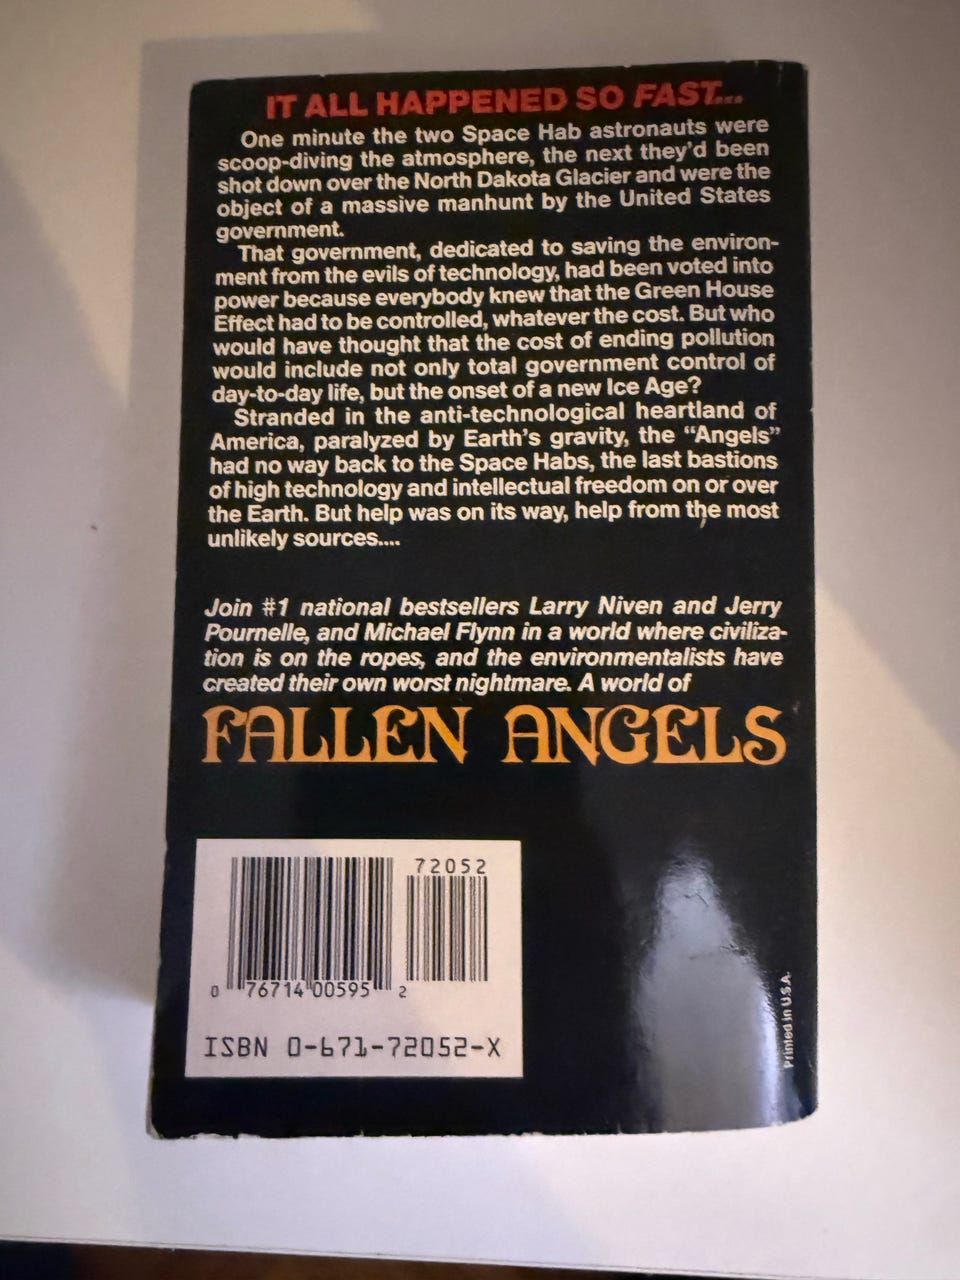 IT ALL HAPPENED SO FAST...
One minute the two Space Hab astronauts were
scoop-diving the atmosphere, the next they'd been
shot down over the North Dakota Glacier and were the
object of a massive manhunt by the United States
government.
That government, dedicated to saving the environ-
ment from the evils of technology, had been voted into
power because everybody knew that the Green House
Effect had to be controlled, whatever the cost. But who
would have thought that the cost of ending pollution
would include not only total government control of
day-to-day life, but the onset of a new Ice Age?
Stranded in the anti-technological heartland of
America, paralyzed by Earth's gravity, the "Angels"
had no way back to the Space Habs, the last bastions
of high technology and intellectual freedom on or over
the Earth. But help was on its way, help from the most
unlikely sources....
Join #1 national bestsellers Larry Niven and Jerry
Pournelle, and Michael Flynn in a world where civiliza-
tion is on the ropes, and the environmentalists have
created their own worst nightmare. A world of
FALLEN ANGELS
72052
0 76714 00595 2
ISBN 0-671-72052-X
Printed in U.S.A.